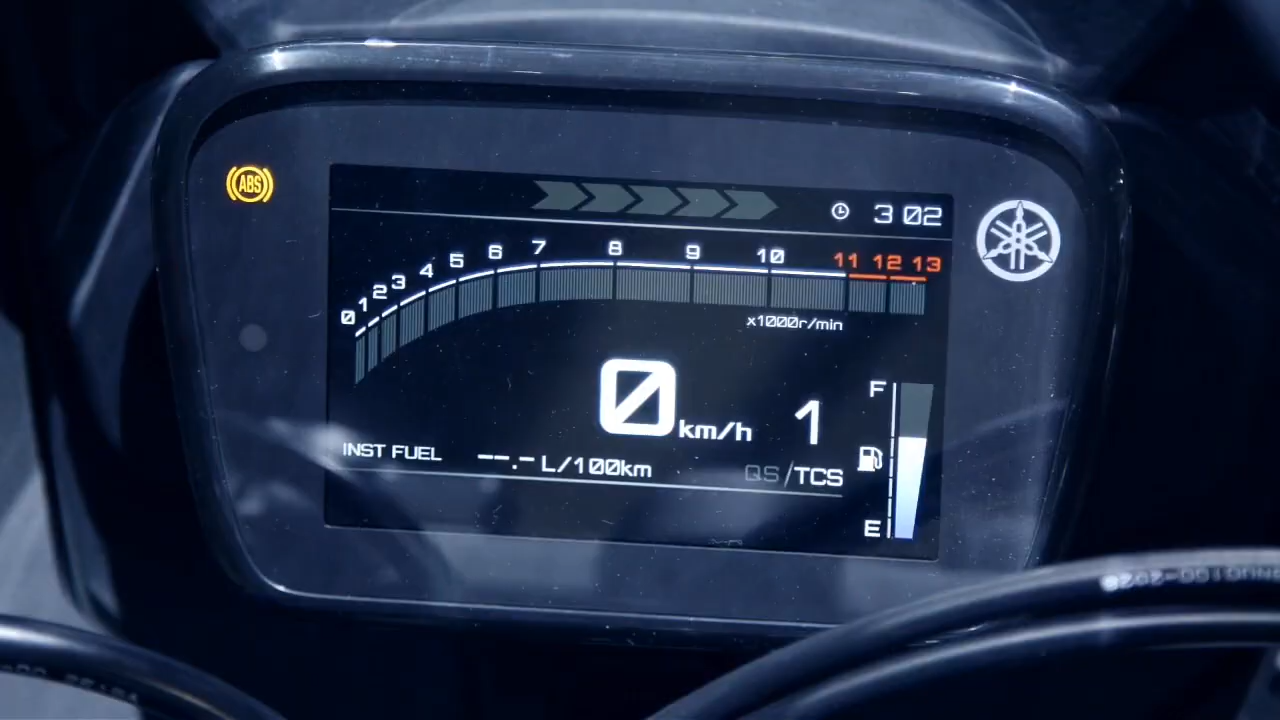 ABS
3 02
0 1 2 3 4 5 6 7 8 9 10 11 12 13
x1000r/min
0 km/h 1
F
INST FUEL --.- L/100km
QS/TCS
E